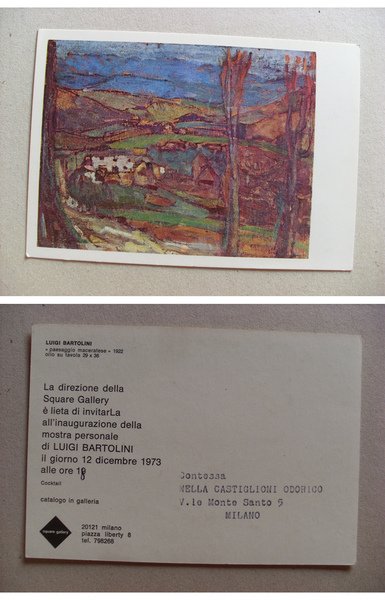 LUIGI BARTOLINI
« paesaggio maceratese » 1922
olio su tavola 29 x 36
La direzione della
Square Gallery
è lieta di invitarLa
all'inaugurazione della
mostra personale
di LUIGI BARTOLINI
il giorno 12 dicembre 1973
alle ore 18
Cocktail
catalogo in galleria
Contessa
NELLA CASTIGLIONI ODORICO
V.le Monte Santo 5
MILANO
square gallery
20121 milano
piazza liberty 8
tel. 798288